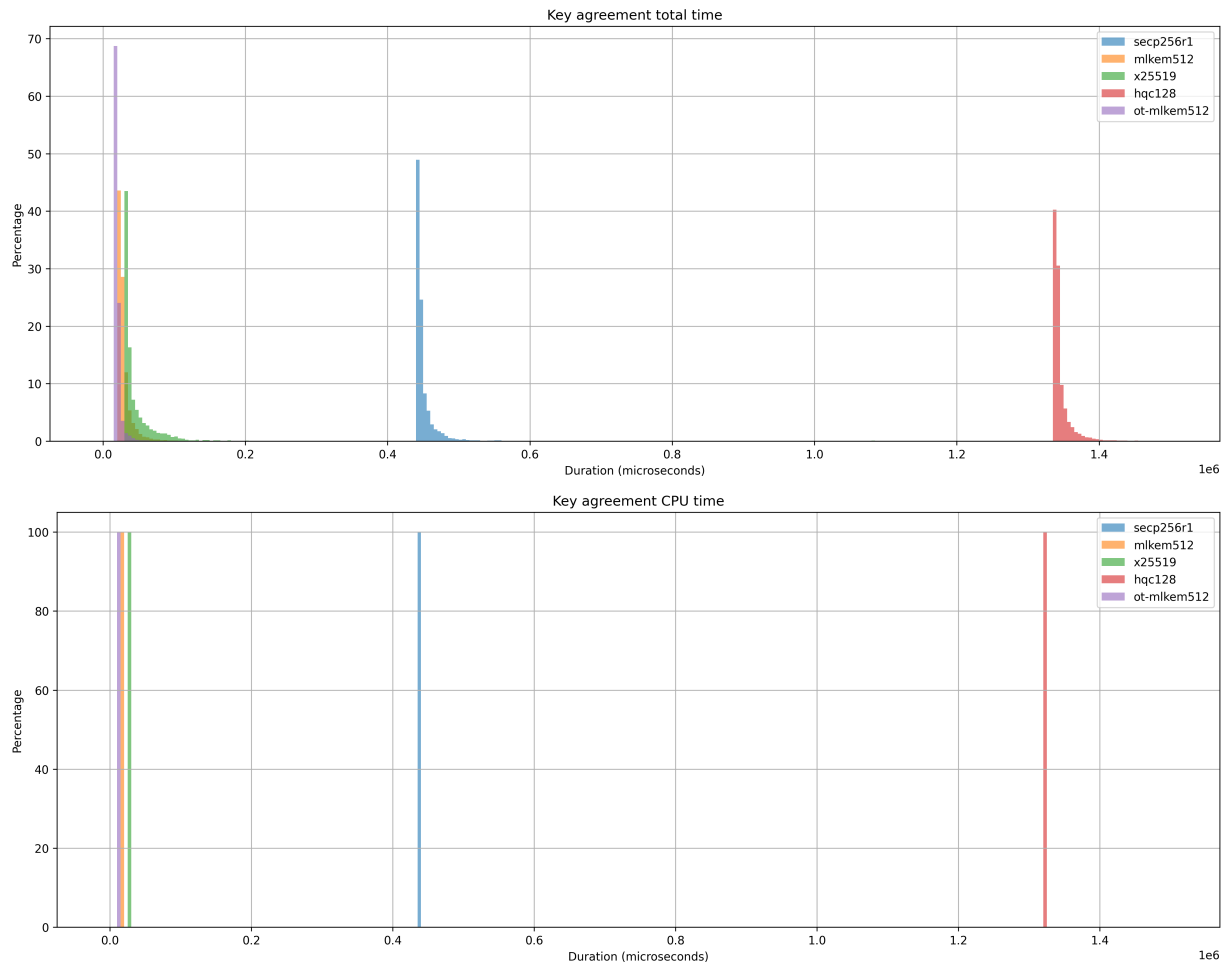 Key agreement total time
70
60
50
40
30
20
10
0
Percentage
secp256r1
mlkem512
x25519
hqc128
ot-mlkem512
0.0 0.2 0.4 0.6 0.8 1.0 1.2 1.4
1e6
Duration (microseconds)
Key agreement CPU time
100
80
60
40
20
0
Percentage
secp256r1
mlkem512
x25519
hqc128
ot-mlkem512
0.0 0.2 0.4 0.6 0.8 1.0 1.2 1.4
1e6
Duration (microseconds)